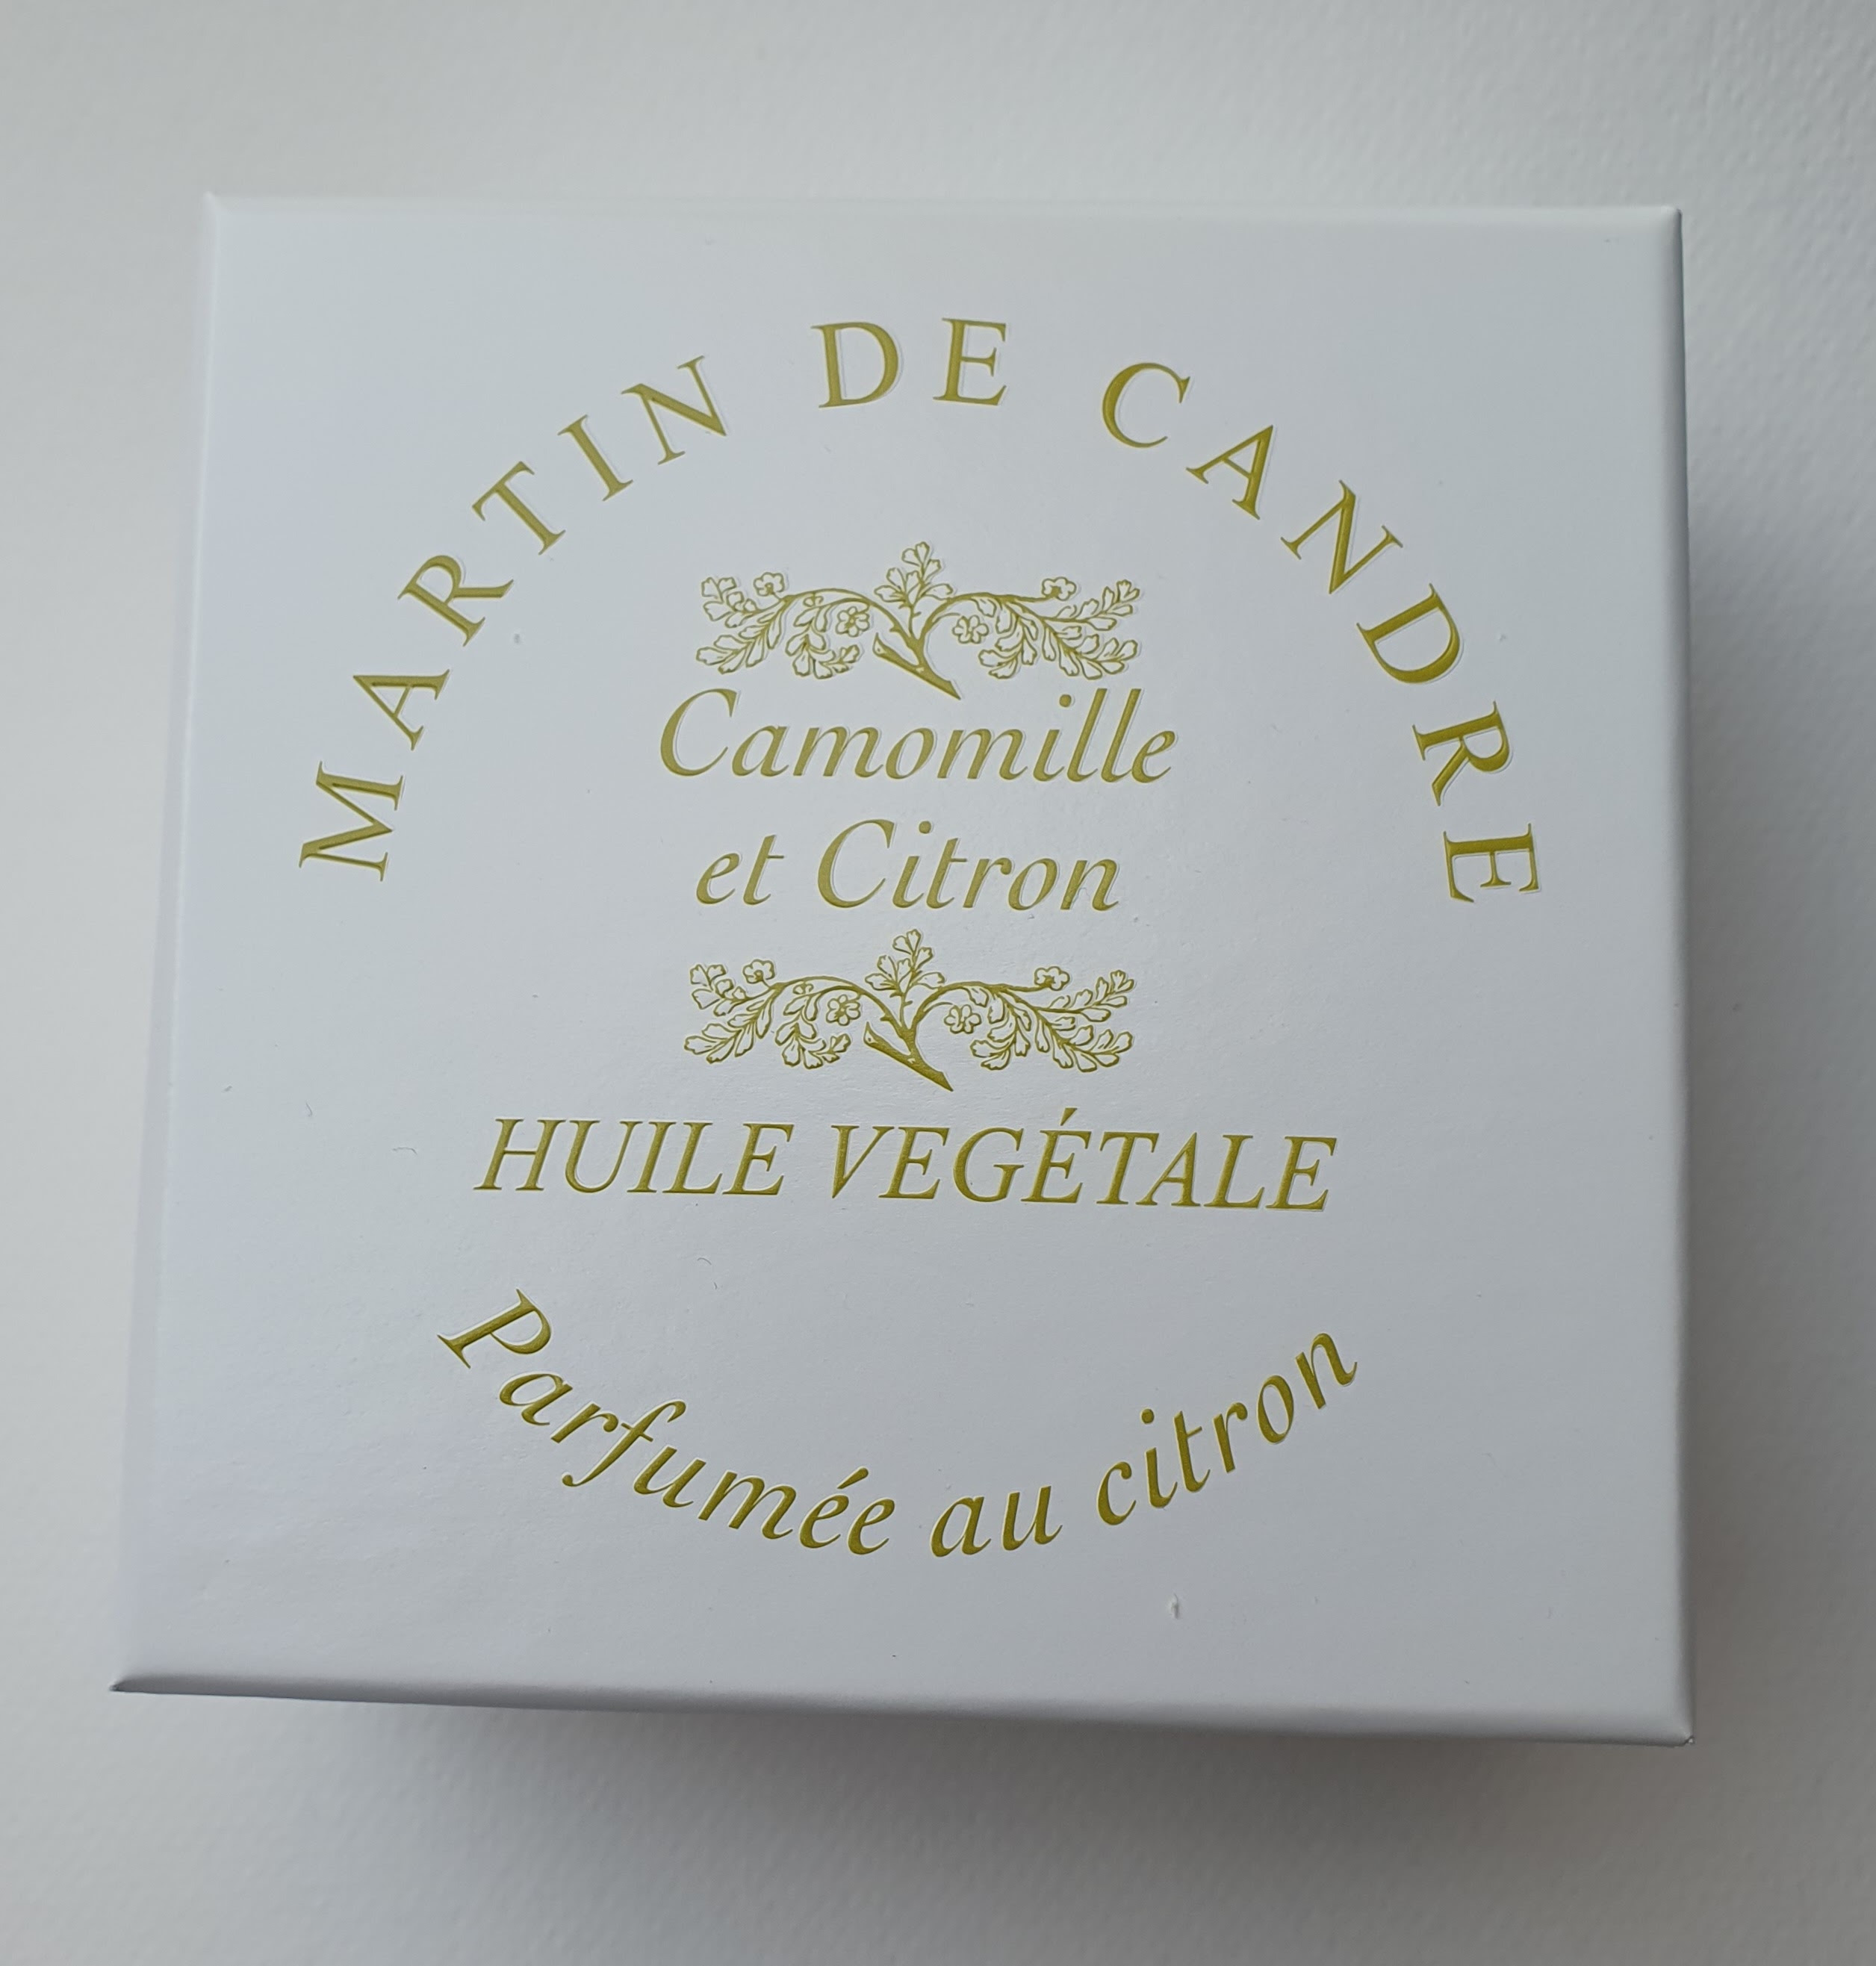 MARTIN DE CANDRE
Camomille
et Citron
HUILE VEGÉTALE
Parfumée au citron